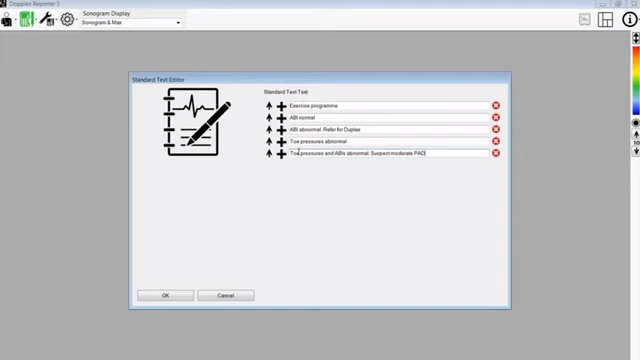 Dopplex Reporter 5
Sonogram Display
Sonogram & Max
Standard Text Editor
Standard Text Text
Exercise programme
ABI normal
ABI abnormal. Refer for Duplex
Toe pressures abnormal
Toe pressures and ABIs abnormal. Suspect moderate PAD
OK
Cancel
10